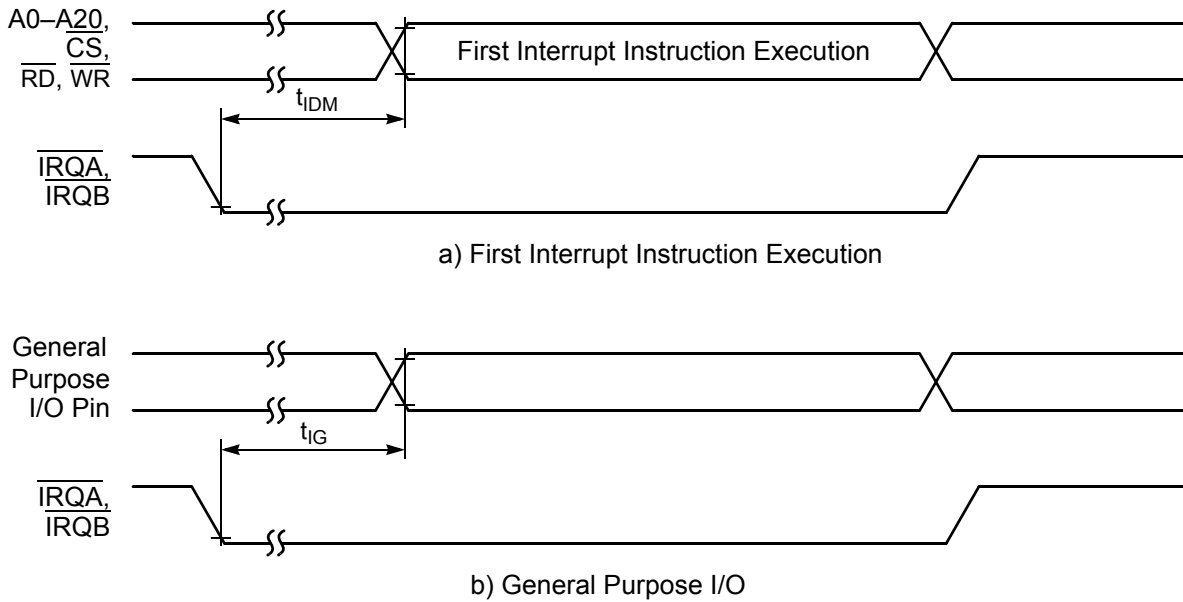 A0–A20,
CS,
RD, WR
First Interrupt Instruction Execution
tIDM
IRQA,
IRQB
a) First Interrupt Instruction Execution
General
Purpose
I/O Pin
tIG
IRQA,
IRQB
b) General Purpose I/O